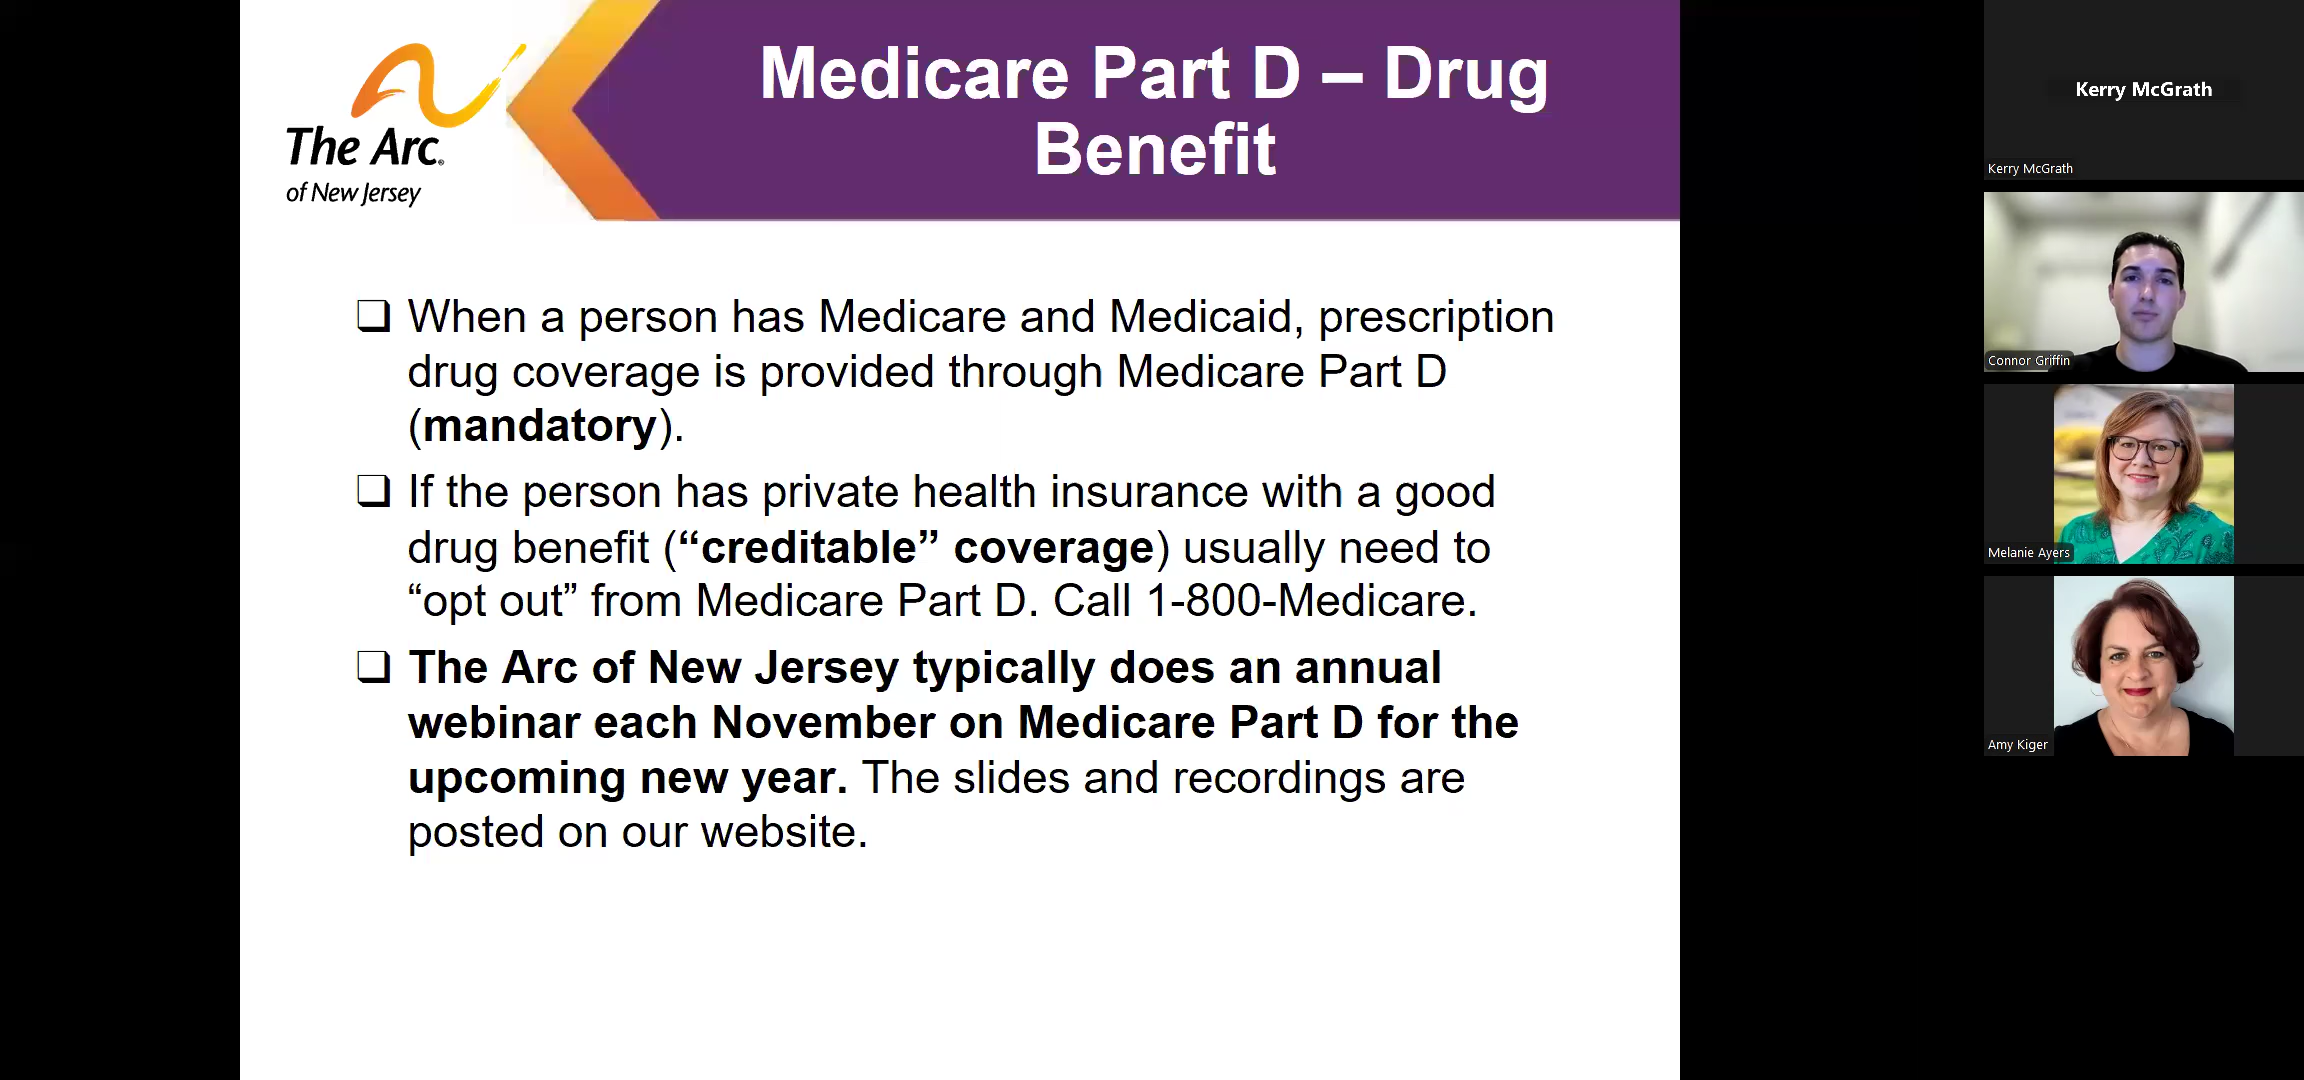 The Arc®
of New Jersey
Medicare Part D – Drug
Benefit
❑ When a person has Medicare and Medicaid, prescription
drug coverage is provided through Medicare Part D
(mandatory).
❑ If the person has private health insurance with a good
drug benefit (“creditable” coverage) usually need to
“opt out” from Medicare Part D. Call 1-800-Medicare.
❑ The Arc of New Jersey typically does an annual
webinar each November on Medicare Part D for the
upcoming new year. The slides and recordings are
posted on our website.
Kerry McGrath
Kerry McGrath
Connor Griffin
Melanie Ayers
Amy Kiger